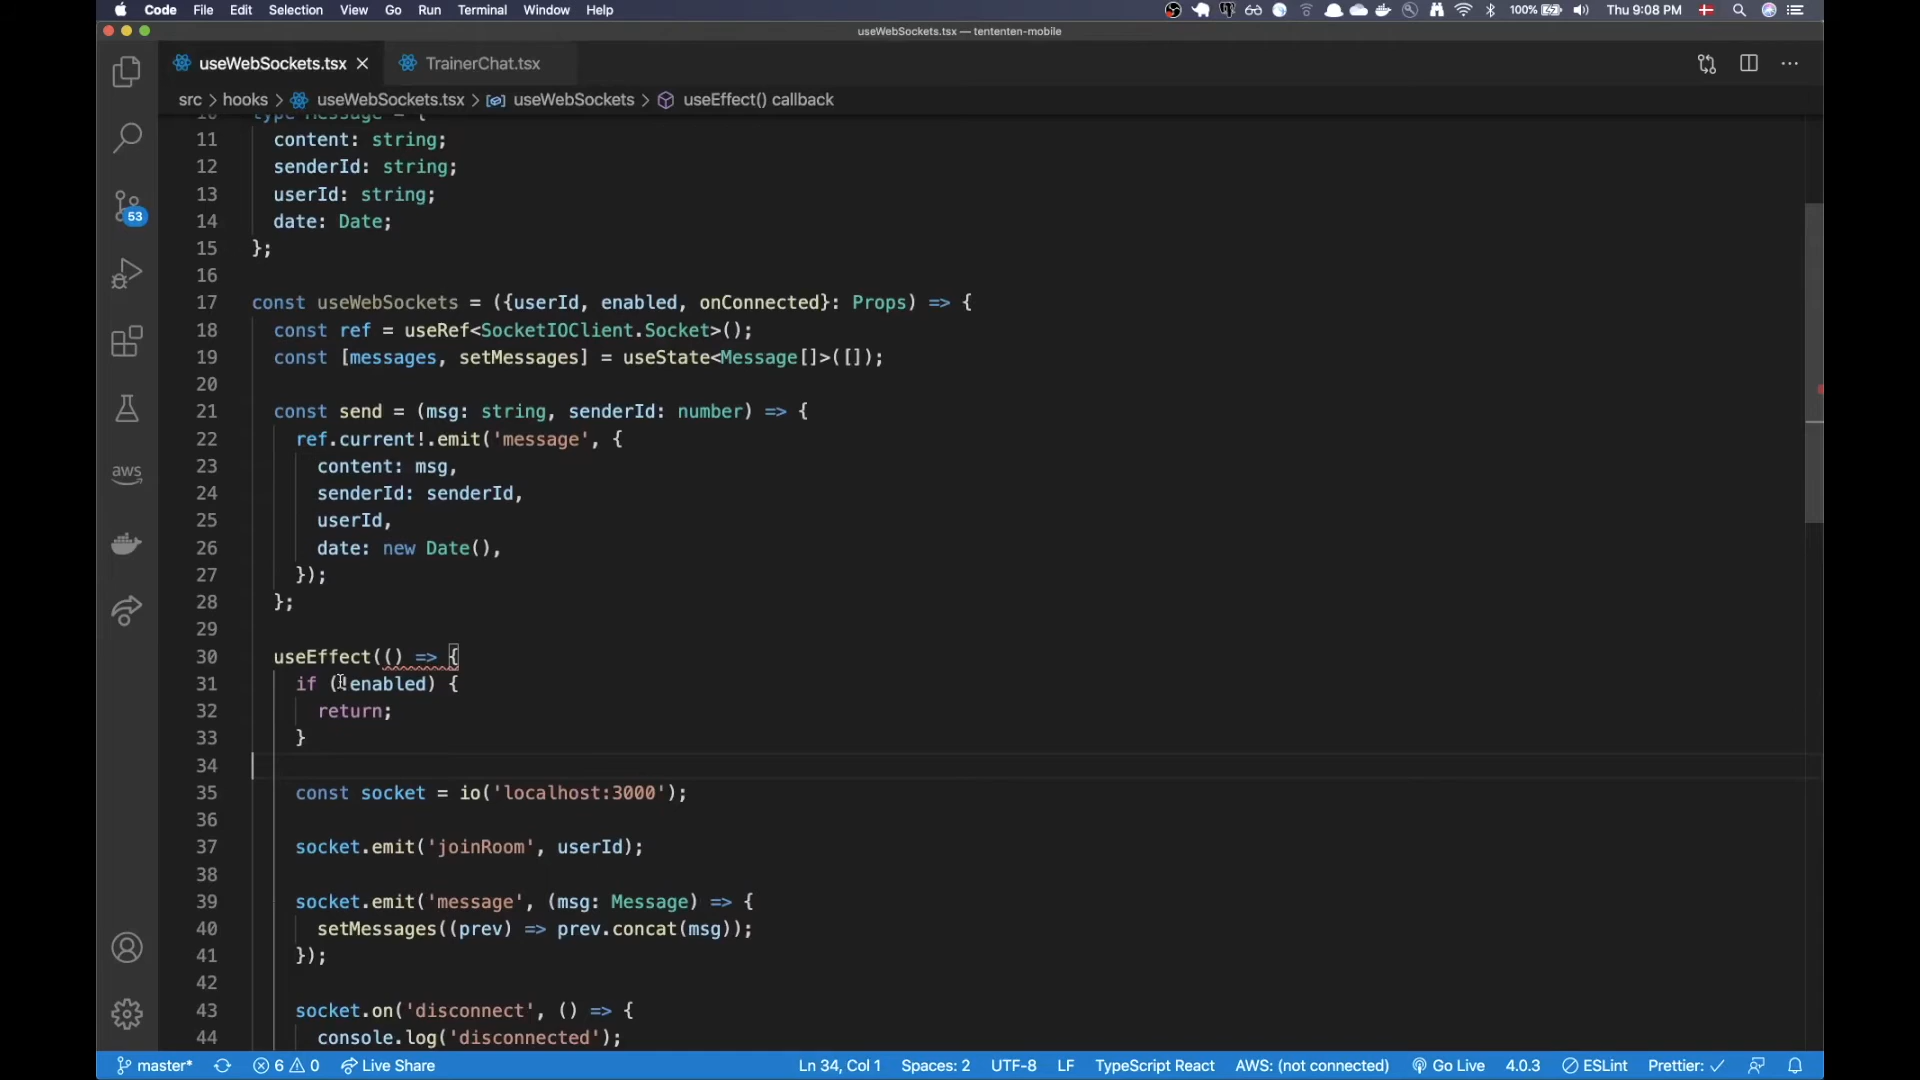 Code File Edit Selection View Go Run Terminal Window Help 100% Thu 9:08 PM
useWebSockets.tsx — tententen-mobile
useWebSockets.tsx TrainerChat.tsx
src > hooks > useWebSockets.tsx > useWebSockets > useEffect() callback
10 type Message = {
11 content: string;
12 senderId: string;
13 userId: string;
14 date: Date;
15 };
16
17 const useWebSockets = ({userId, enabled, onConnected}: Props) => {
18 const ref = useRef<SocketIOClient.Socket>();
19 const [messages, setMessages] = useState<Message[]>([]);
20
21 const send = (msg: string, senderId: number) => {
22 ref.current!.emit('message', {
23 content: msg,
24 senderId: senderId,
25 userId,
26 date: new Date(),
27 });
28 };
29
30 useEffect(() => {
31 if (!enabled) {
32 return;
33 }
34
35 const socket = io('localhost:3000');
36
37 socket.emit('joinRoom', userId);
38
39 socket.emit('message', (msg: Message) => {
40 setMessages((prev) => prev.concat(msg));
41 });
42
43 socket.on('disconnect', () => {
44 console.log('disconnected');
53
aws
master* 6 0 Live Share Ln 34, Col 1 Spaces: 2 UTF-8 LF TypeScript React AWS: (not connected) Go Live 4.0.3 ESLint Prettier: ✓